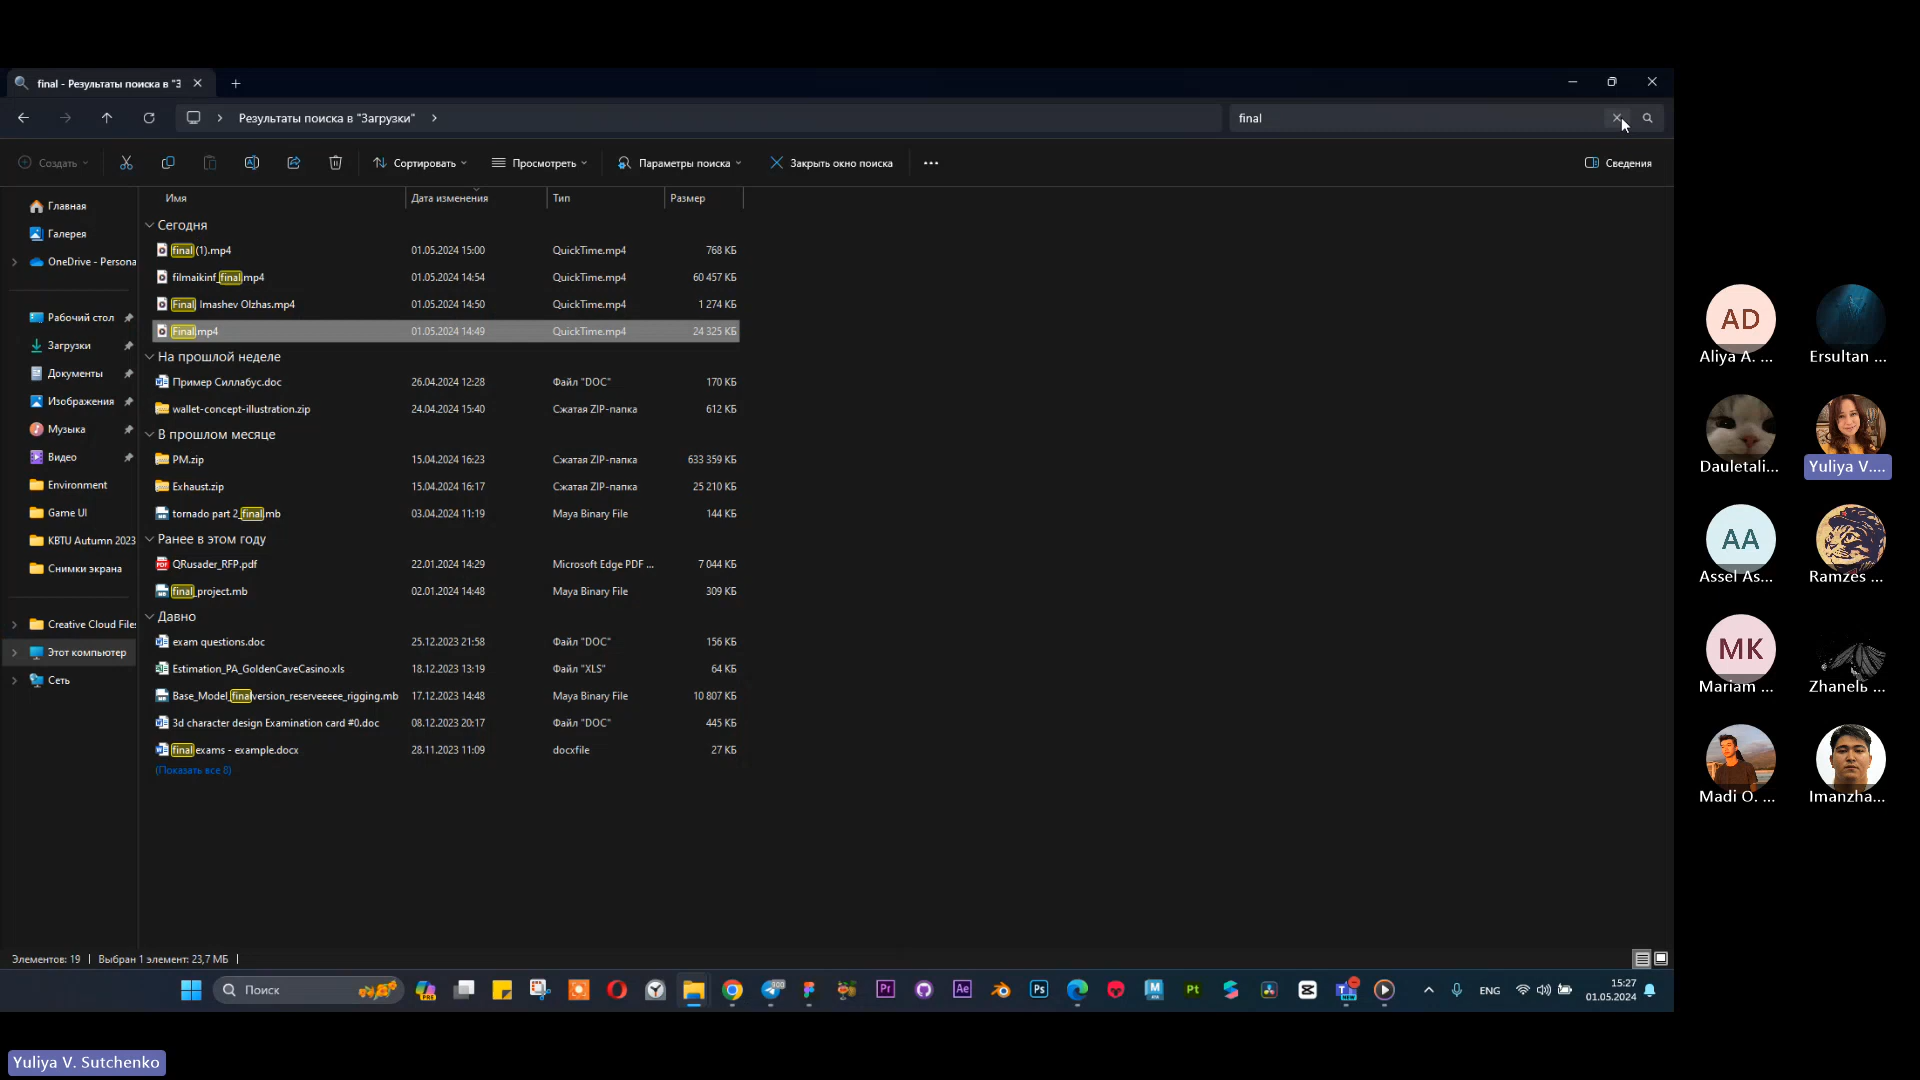 final - Результаты поиска в "З
Результаты поиска в "Загрузки"
final
Создать
Сортировать
Просмотреть
Параметры поиска
Закрыть окно поиска
Сведения
Имя
Дата изменения
Тип
Размер
Главная
Галерея
OneDrive - Persona
Рабочий стол
Загрузки
Документы
Изображения
Музыка
Видео
Environment
Game UI
KBTU Autumn 2023
Снимки экрана
Creative Cloud Files
Этот компьютер
Сеть
Сегодня
final (1).mp4 01.05.2024 15:00 QuickTime.mp4 768 КБ
filmaikinf_final.mp4 01.05.2024 14:54 QuickTime.mp4 60 457 КБ
Final_Imashev Olzhas.mp4 01.05.2024 14:50 QuickTime.mp4 1 274 КБ
Final.mp4 01.05.2024 14:49 QuickTime.mp4 24 325 КБ
На прошлой неделе
Пример Силлабус.doc 26.04.2024 12:28 Файл "DOC" 170 КБ
wallet-concept-illustration.zip 24.04.2024 15:40 Сжатая ZIP-папка 612 КБ
В прошлом месяце
PM.zip 15.04.2024 16:23 Сжатая ZIP-папка 633 359 КБ
Exhaust.zip 15.04.2024 16:17 Сжатая ZIP-папка 25 210 КБ
tornado part 2_final.mb 03.04.2024 11:19 Maya Binary File 144 КБ
Ранее в этом году
QRusader_RFP.pdf 22.01.2024 14:29 Microsoft Edge PDF ... 7 044 КБ
final_project.mb 02.01.2024 14:48 Maya Binary File 309 КБ
Давно
exam questions.doc 25.12.2023 21:58 Файл "DOC" 156 КБ
Estimation_PA_GoldenCaveCasino.xls 18.12.2023 13:19 Файл "XLS" 64 КБ
Base_Model_finalversion_reserveeeee_rigging.mb 17.12.2023 14:48 Maya Binary File 10 807 КБ
3d character design Examination card #0.doc 08.12.2023 20:17 Файл "DOC" 445 КБ
final exams - example.docx 28.11.2023 11:09 docxfile 27 КБ
(Показать все 8)
Элементов: 19
Выбран 1 элемент: 23,7 МБ
Поиск
PRE
300
Pr
Ae
Ps
M
Pt
ENG
15:27
01.05.2024
AD
Aliya A. ...
Ersultan ...
Dauletali...
Yuliya V....
AA
Assel As...
Ramzes ...
MK
Mariam ...
Zhanelь ...
Madi O. ...
Imanzha...
Yuliya V. Sutchenko